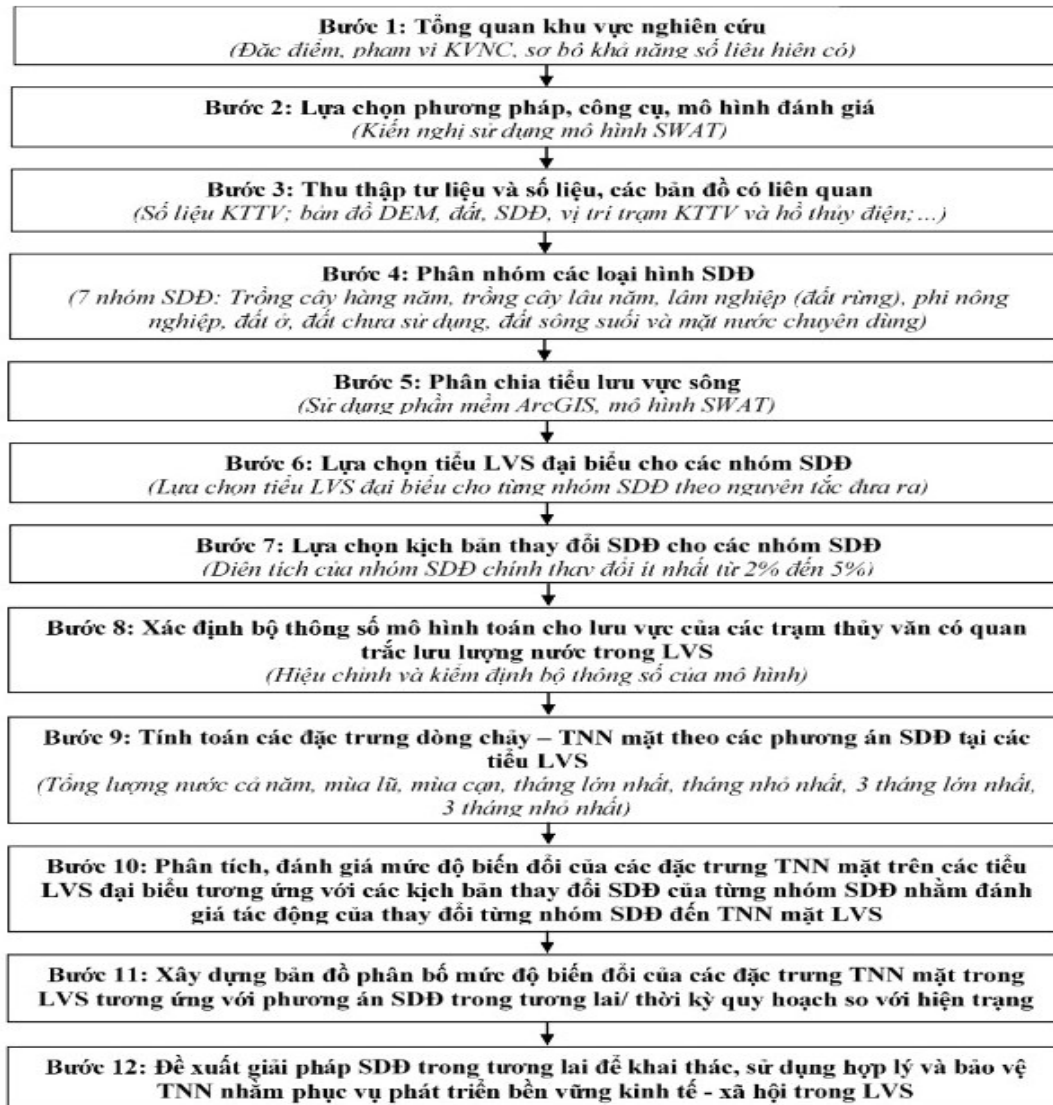 Bước 1: Tổng quan khu vực nghiên cứu
(Đặc điểm, phạm vi KVNC, sơ bộ khả năng số liệu hiện có)
Bước 2: Lựa chọn phương pháp, công cụ, mô hình đánh giá
(Kiến nghị sử dụng mô hình SWAT)
Bước 3: Thu thập tư liệu và số liệu, các bản đồ có liên quan
(Số liệu KTTV; bản đồ DEM, đất, SDĐ, vị trí trạm KTTV và hồ thủy điện;...)
Bước 4: Phân nhóm các loại hình SDĐ
(7 nhóm SDĐ: Trồng cây hàng năm, trồng cây lâu năm, lâm nghiệp (đất rừng), phi nông
nghiệp, đất ở, đất chưa sử dụng, đất sông suối và mặt nước chuyên dùng)
Bước 5: Phân chia tiểu lưu vực sông
(Sử dụng phần mềm ArcGIS, mô hình SWAT)
Bước 6: Lựa chọn tiểu LVS đại biểu cho các nhóm SDĐ
(Lựa chọn tiểu LVS đại biểu cho từng nhóm SDĐ theo nguyên tắc đưa ra)
Bước 7: Lựa chọn kịch bản thay đổi SDĐ cho các nhóm SDĐ
(Diện tích của nhóm SDĐ chính thay đổi ít nhất từ 2% đến 5%)
Bước 8: Xác định bộ thông số mô hình toán cho lưu vực của các trạm thủy văn có quan
trắc lưu lượng nước trong LVS
(Hiệu chỉnh và kiểm định bộ thông số của mô hình)
Bước 9: Tính toán các đặc trưng dòng chảy – TNN mặt theo các phương án SDĐ tại các
tiểu LVS
(Tổng lượng nước cả năm, mùa lũ, mùa cạn, tháng lớn nhất, tháng nhỏ nhất, 3 tháng lớn nhất,
3 tháng nhỏ nhất)
Bước 10: Phân tích, đánh giá mức độ biến đổi của các đặc trưng TNN mặt trên các tiểu
LVS đại biểu tương ứng với các kịch bản thay đổi SDĐ của từng nhóm SDĐ nhằm đánh
giá tác động của thay đổi từng nhóm SDĐ đến TNN mặt LVS
Bước 11: Xây dựng bản đồ phân bố mức độ biến đổi của các đặc trưng TNN mặt trong
LVS tương ứng với phương án SDĐ trong tương lai/ thời kỳ quy hoạch so với hiện trạng
Bước 12: Đề xuất giải pháp SDĐ trong tương lai để khai thác, sử dụng hợp lý và bảo vệ
TNN nhằm phục vụ phát triển bền vững kinh tế - xã hội trong LVS